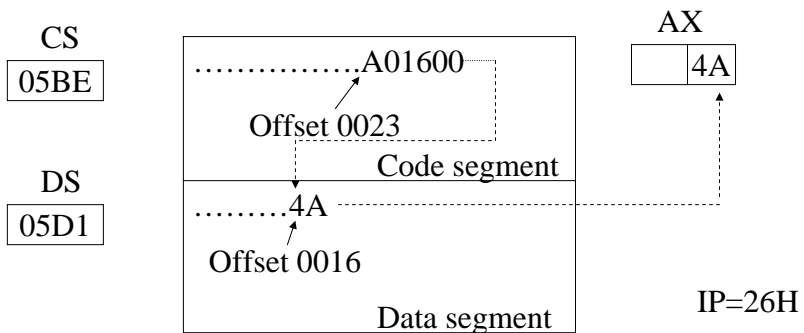 CS
05BE
................A01600
Offset 0023
Code segment
AX
4A
DS
05D1
.........4A
Offset 0016
Data segment
IP=26H